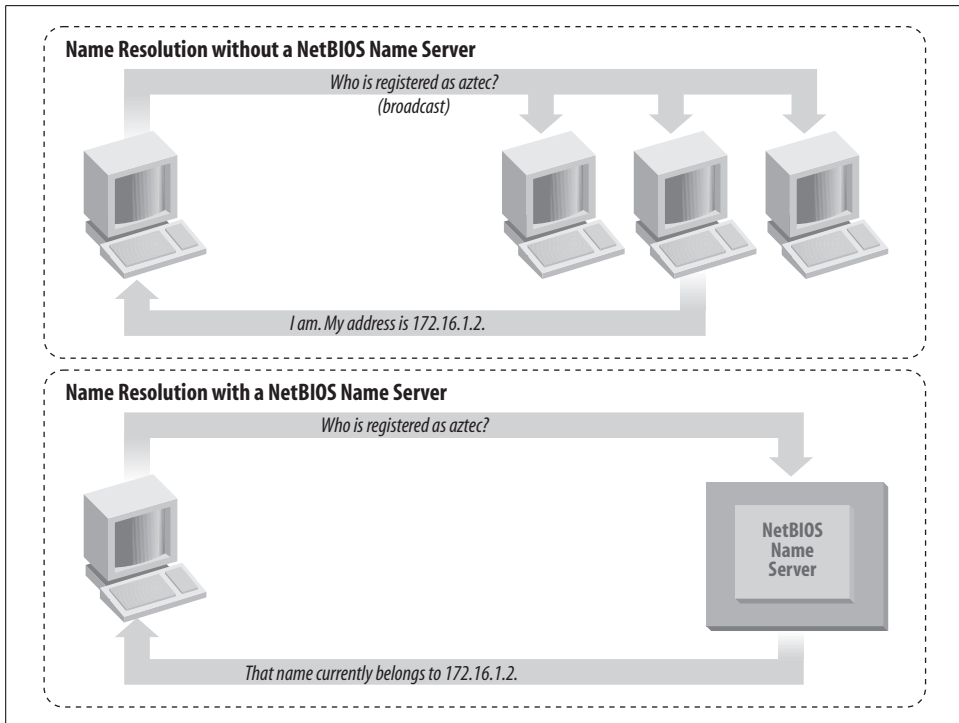 Name Resolution without a NetBIOS Name Server
Who is registered as aztec?
(broadcast)
I am. My address is 172.16.1.2.
Name Resolution with a NetBIOS Name Server
Who is registered as aztec?
NetBIOS
Name
Server
That name currently belongs to 172.16.1.2.